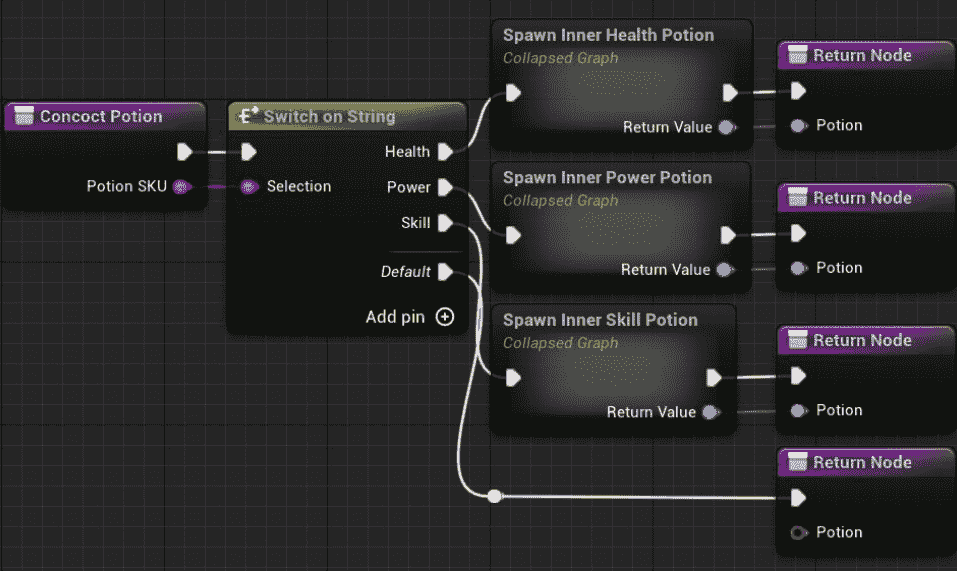 Concoct Potion
Potion SKU
Switch on String
Selection
Health
Power
Skill
Default
Add pin
Spawn Inner Health Potion
Collapsed Graph
Return Value
Return Node
Potion
Spawn Inner Power Potion
Collapsed Graph
Return Value
Return Node
Potion
Spawn Inner Skill Potion
Collapsed Graph
Return Value
Return Node
Potion
Return Node
Potion